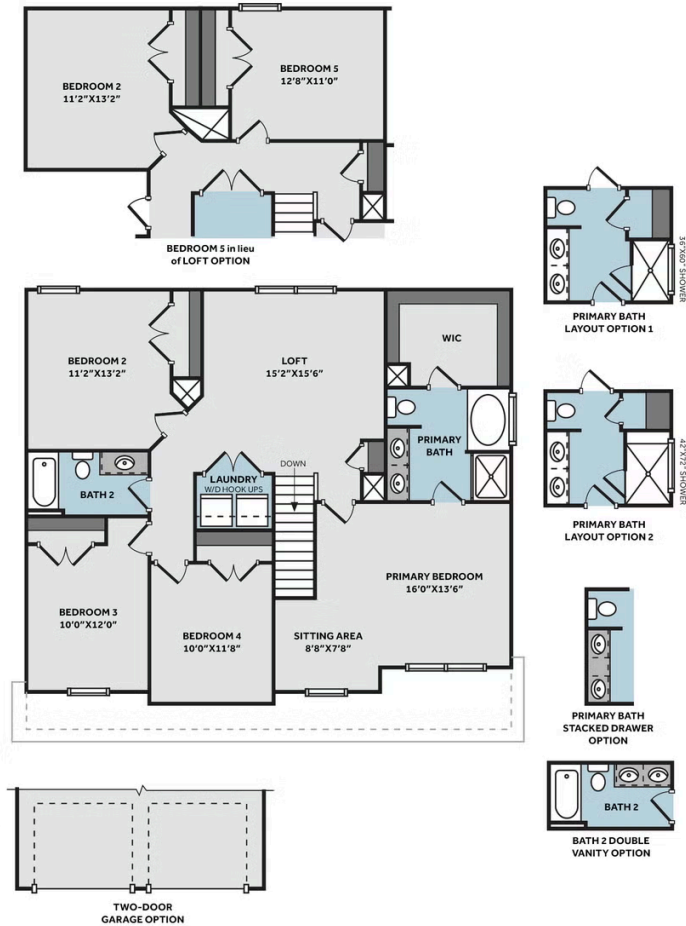 BEDROOM 2
11'2"X13'2"
BEDROOM 5
12'8"X11'0"
BEDROOM 5 in lieu
of LOFT OPTION
36"X60" SHOWER
PRIMARY BATH
LAYOUT OPTION 1
BEDROOM 2
11'2"X13'2"
LOFT
15'2"X15'6"
WIC
PRIMARY
BATH
BATH 2
LAUNDRY
W/D HOOK UPS
DOWN
42"X72" SHOWER
PRIMARY BATH
LAYOUT OPTION 2
BEDROOM 3
10'0"X12'0"
BEDROOM 4
10'0"X11'8"
SITTING AREA
8'8"X7'8"
PRIMARY BEDROOM
16'0"X13'6"
PRIMARY BATH
STACKED DRAWER
OPTION
BATH 2
BATH 2 DOUBLE
VANITY OPTION
TWO-DOOR
GARAGE OPTION